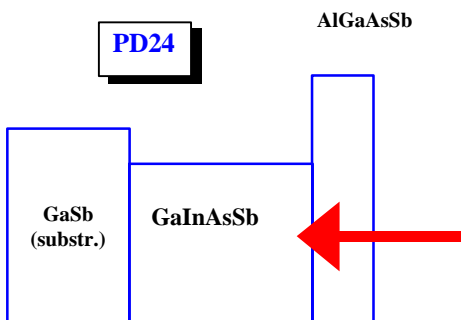 AlGaAsSb
PD24
GaSb
(substr.)
GaInAsSb